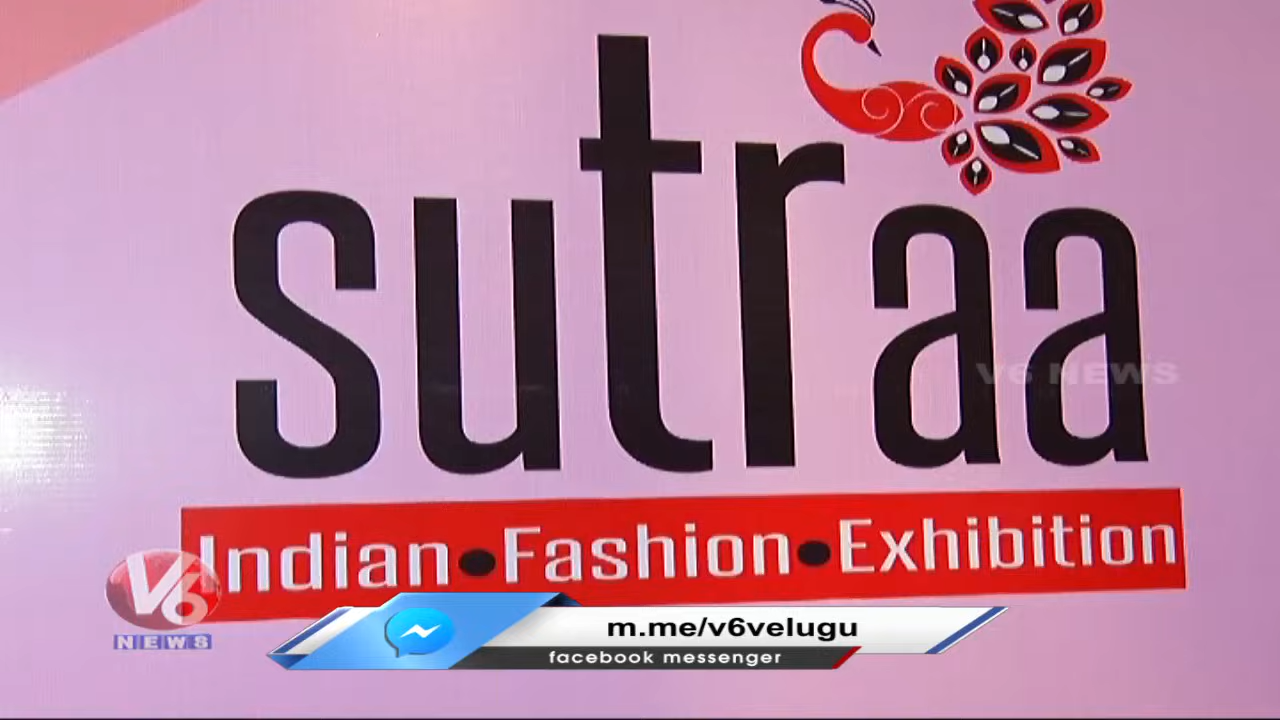 sutraa
V6 NEWS
Indian•Fashion•Exhibition
V6
NEWS
m.me/v6velugu
facebook messenger